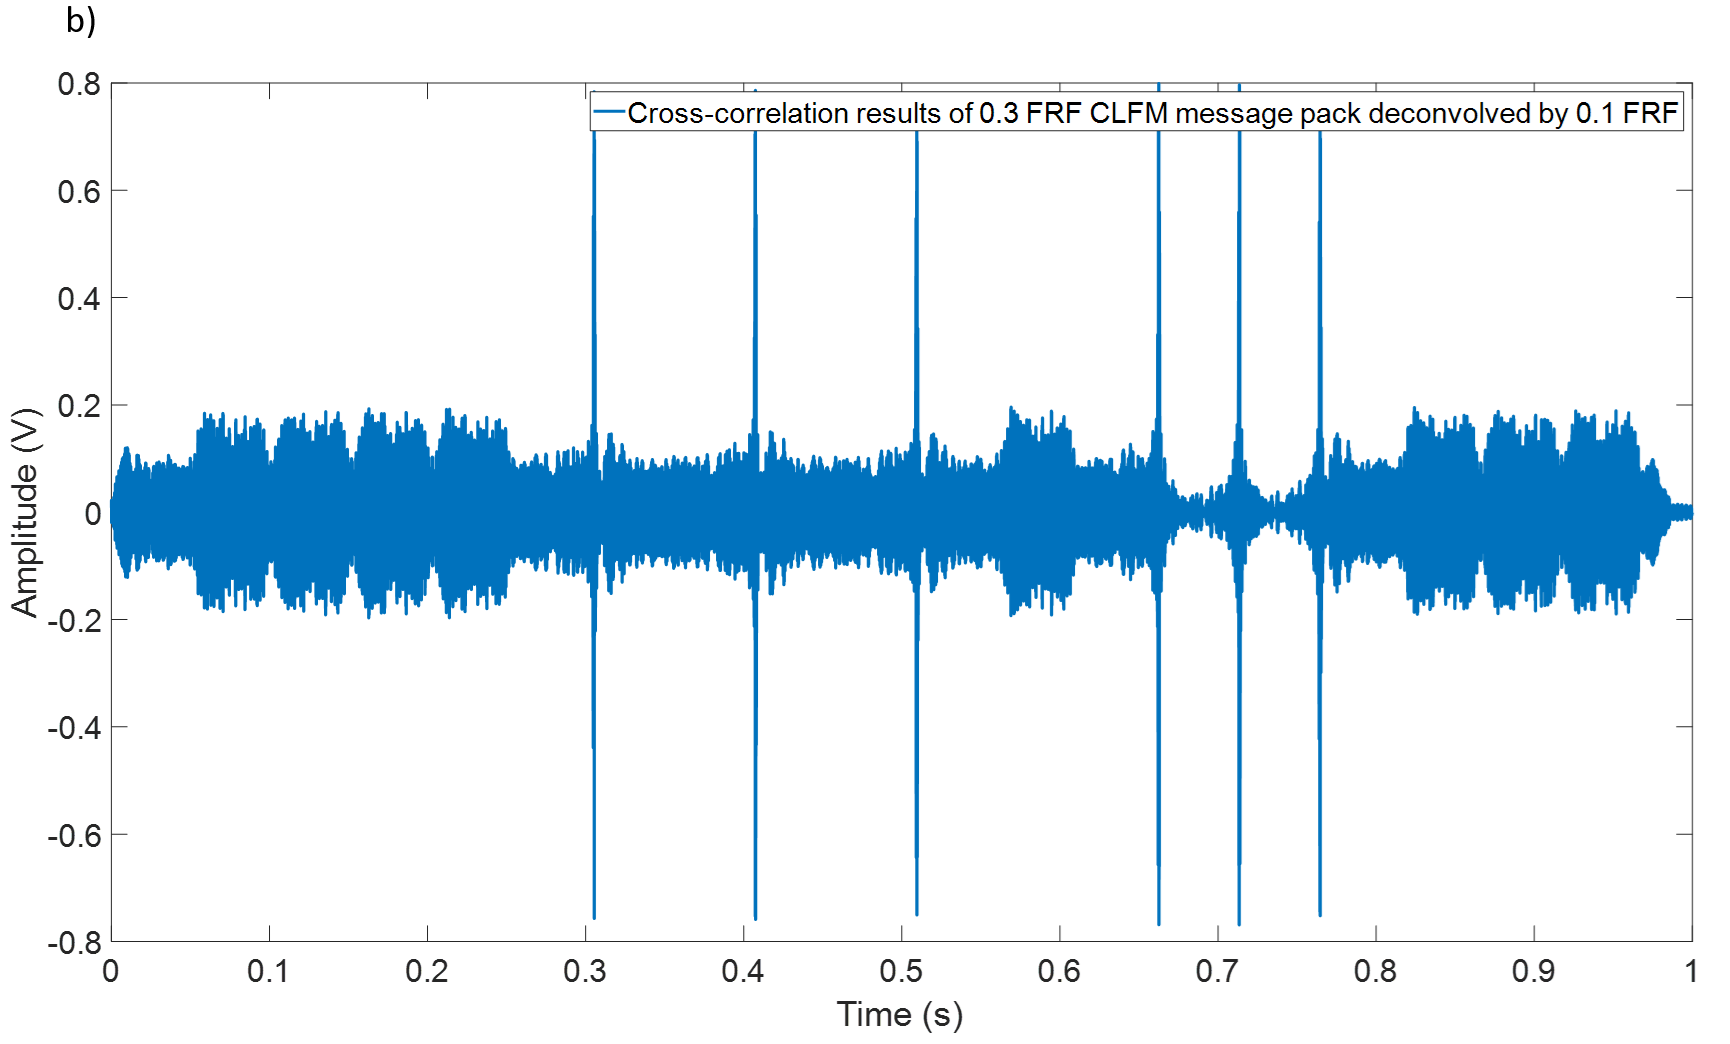 b)
0.8
Cross-correlation results of 0.3 FRF CLFM message pack deconvolved by 0.1 FRF
0.6
0.4
0.2
0
-0.2
-0.4
-0.6
-0.8
Amplitude (V)
0 0.1 0.2 0.3 0.4 0.5 0.6 0.7 0.8 0.9 1
Time (s)